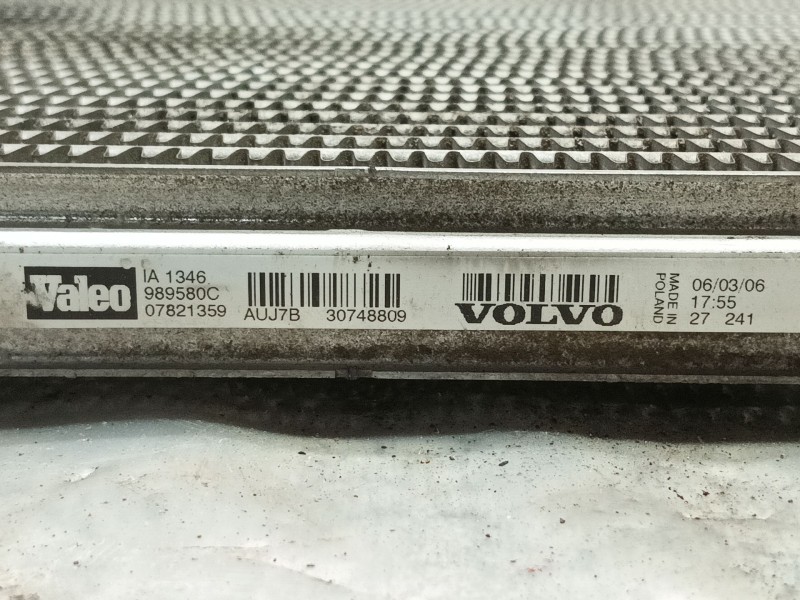 Valeo
IA 1346
989580C
07821359
AUJ7B 30748809
VOLVO
MADE IN
POLAND
06/03/06
17:55
27 241